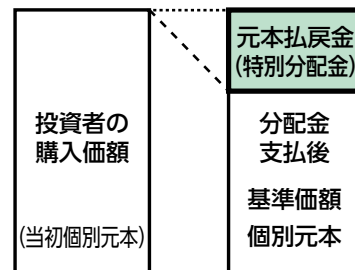 投資者の
購入価額
(当初個別元本)
元本払戻金
(特別分配金)
分配金
支払後
基準価額
個別元本